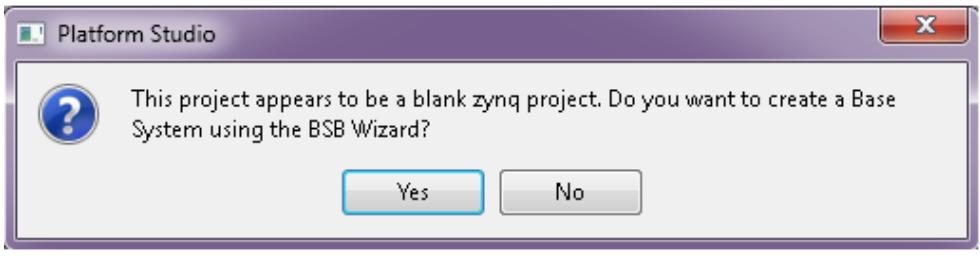 Platform Studio
This project appears to be a blank zynq project. Do you want to create a Base
System using the BSB Wizard?
Yes
No